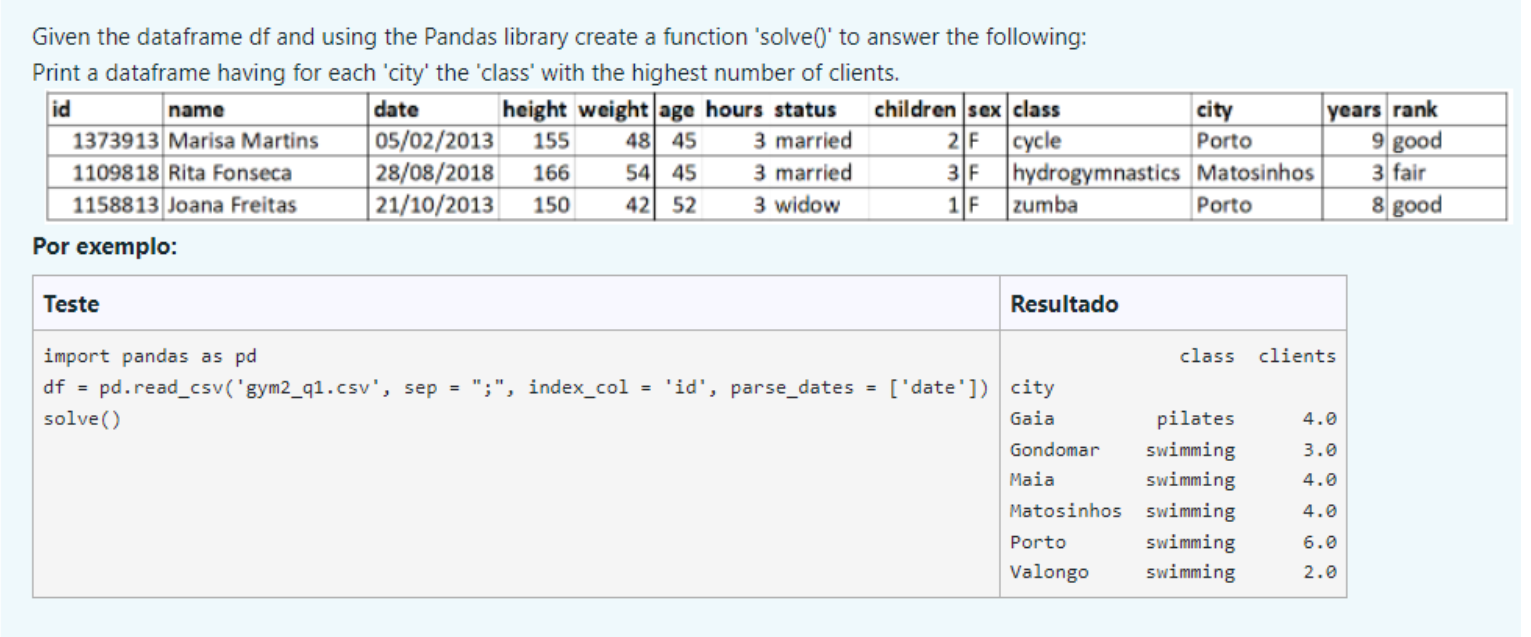 Given the dataframe df and using the Pandas library create a function 'solve()' to answer the following:
Print a dataframe having for each 'city' the 'class' with the highest number of clients.
id name date height weight age hours status children sex class city years rank
1373913 Marisa Martins 05/02/2013 155 48 45 3 married 2 F cycle Porto 9 good
1109818 Rita Fonseca 28/08/2018 166 54 45 3 married 3 F hydrogymnastics Matosinhos 3 fair
1158813 Joana Freitas 21/10/2013 150 42 52 3 widow 1 F zumba Porto 8 good
Por exemplo:
Teste Resultado
import pandas as pd
df = pd.read_csv('gym2_q1.csv', sep = ";", index_col = 'id', parse_dates = ['date'])
solve()
class clients
city
Gaia pilates 4.0
Gondomar swimming 3.0
Maia swimming 4.0
Matosinhos swimming 4.0
Porto swimming 6.0
Valongo swimming 2.0